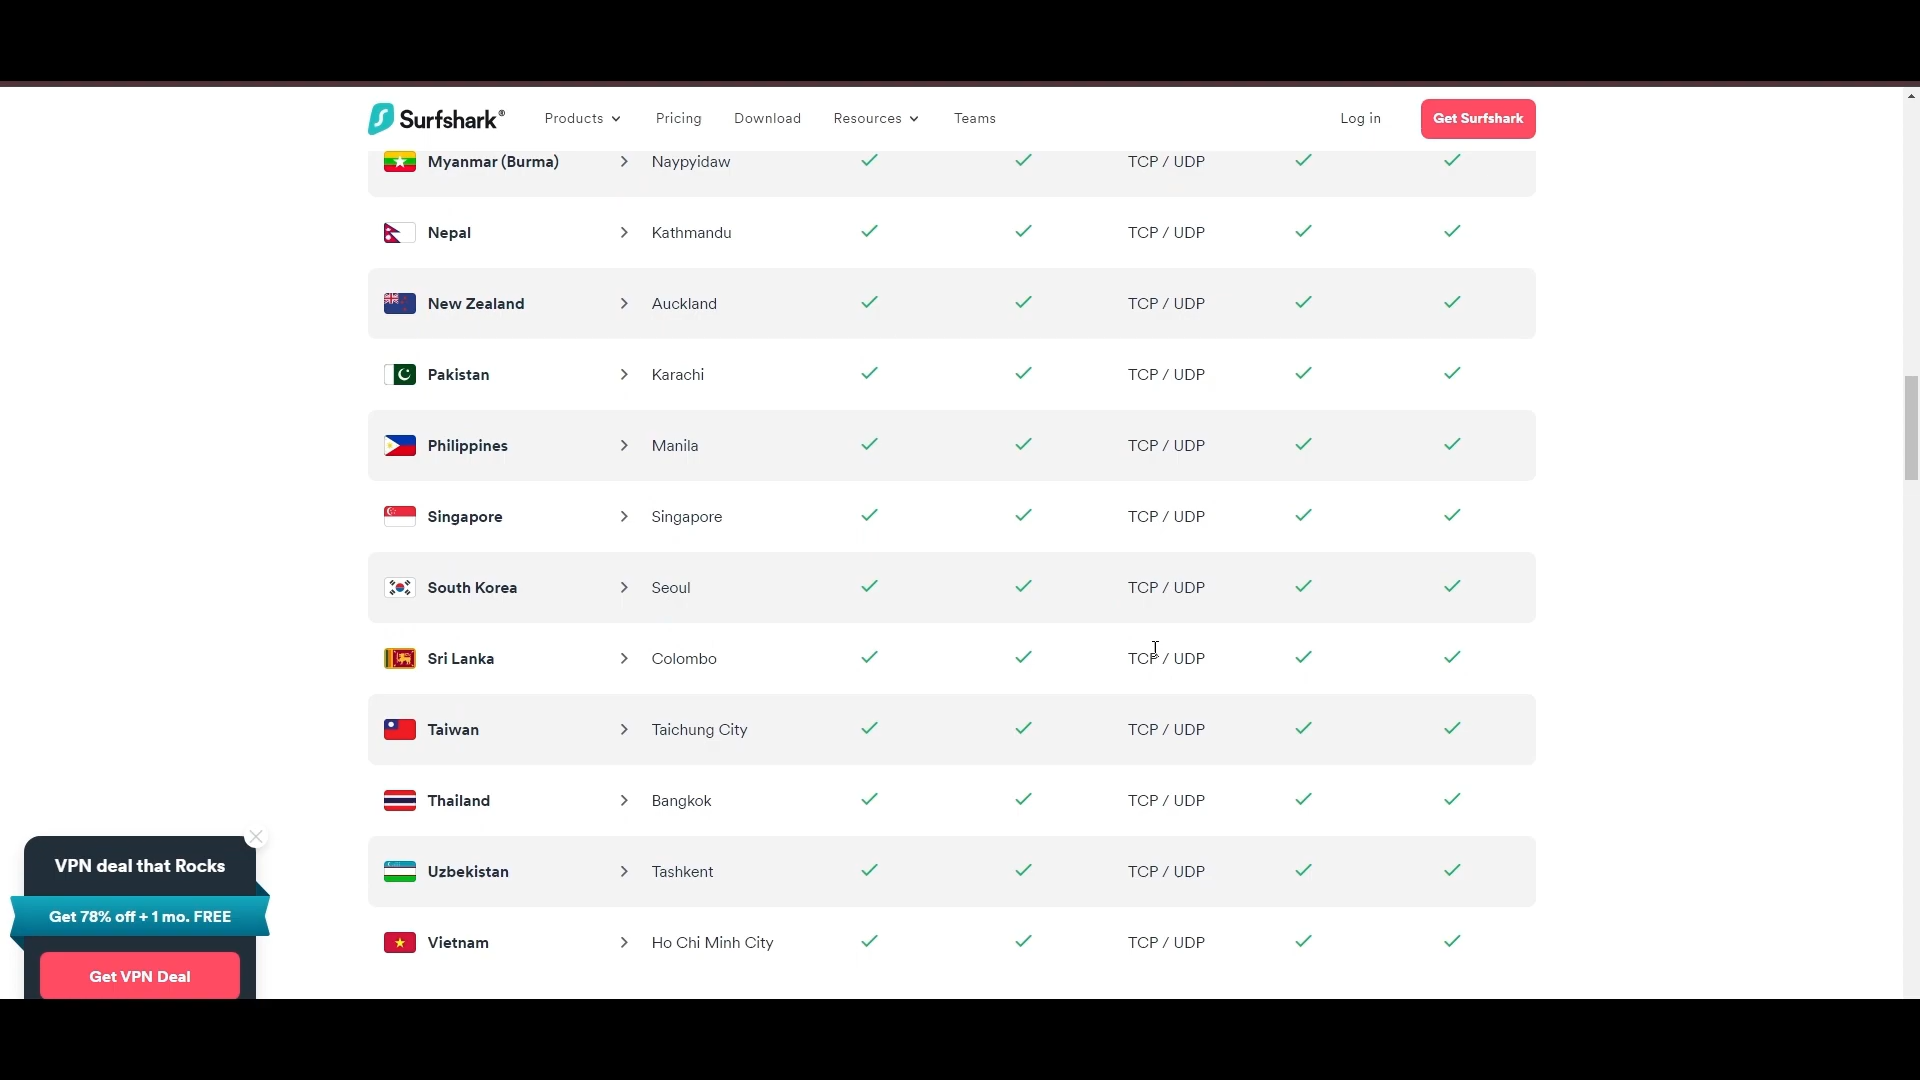 Surfshark®
Products
Pricing
Download
Resources
Teams
Log in
Get Surfshark
Myanmar (Burma) Naypyidaw TCP / UDP
Nepal Kathmandu TCP / UDP
New Zealand Auckland TCP / UDP
Pakistan Karachi TCP / UDP
Philippines Manila TCP / UDP
Singapore Singapore TCP / UDP
South Korea Seoul TCP / UDP
Sri Lanka Colombo TCP / UDP
Taiwan Taichung City TCP / UDP
Thailand Bangkok TCP / UDP
Uzbekistan Tashkent TCP / UDP
Vietnam Ho Chi Minh City TCP / UDP
VPN deal that Rocks
Get 78% off + 1 mo. FREE
Get VPN Deal